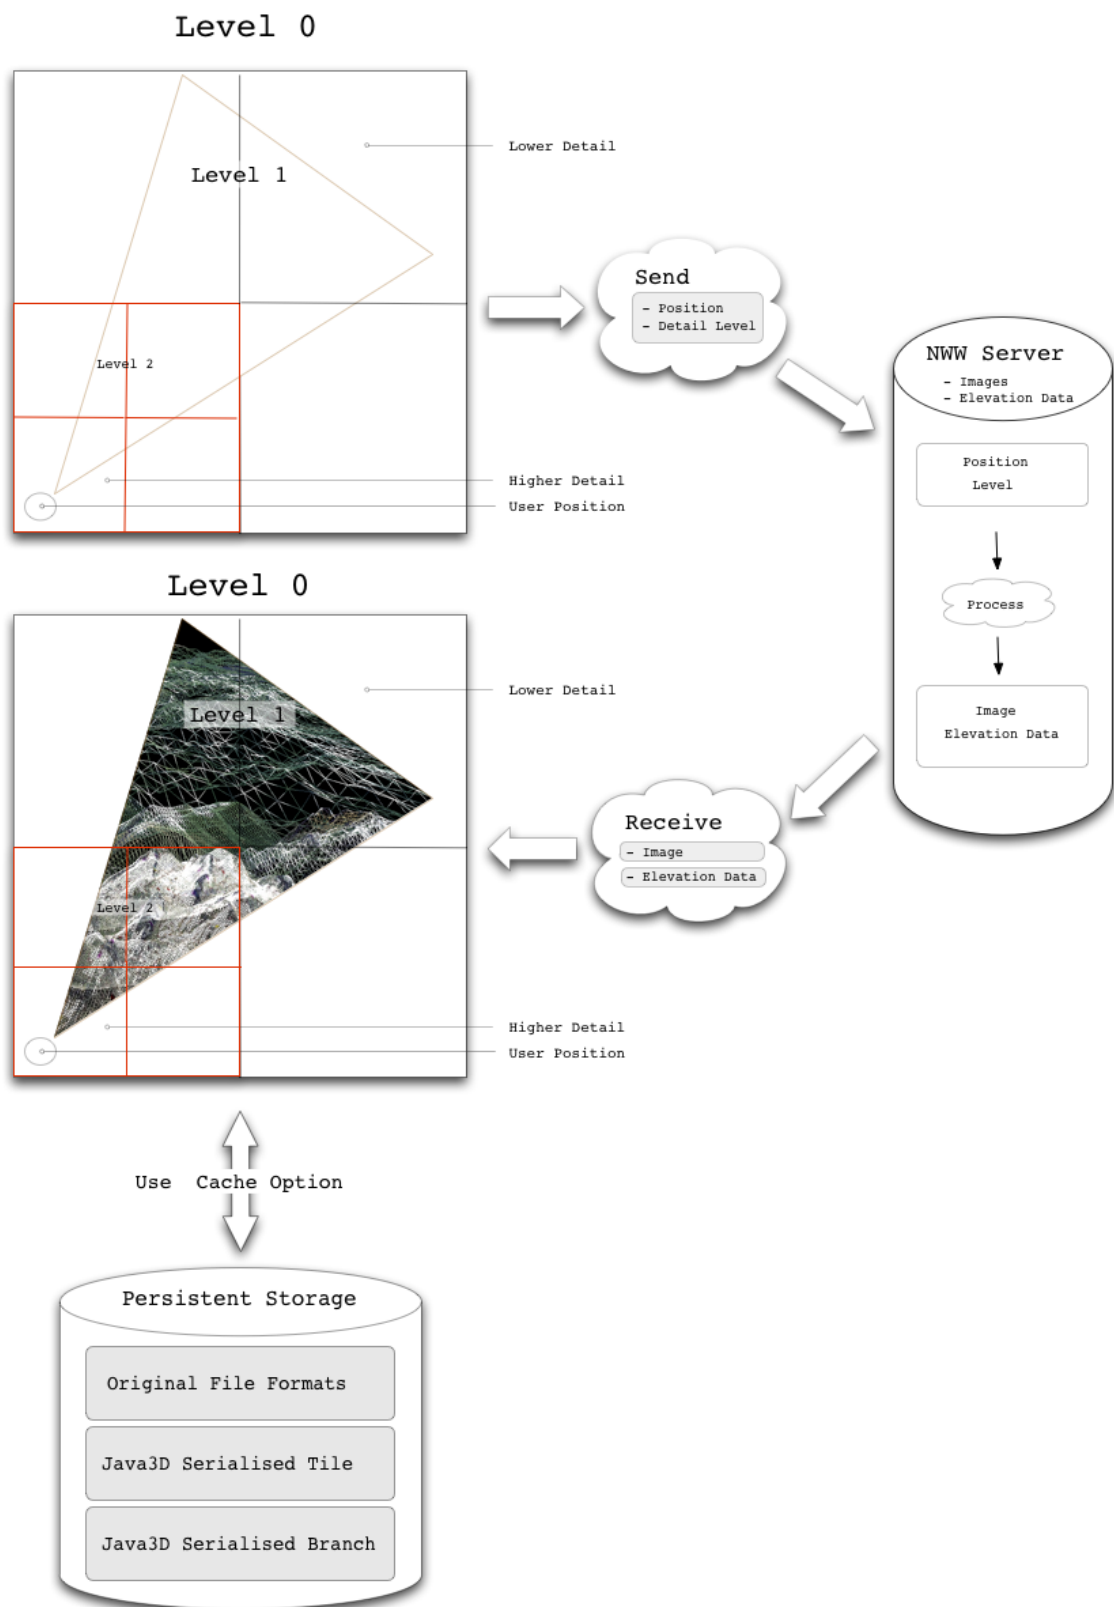 Level 0
Level 1
Lower Detail
Level 2
Higher Detail
User Position
Send
- Position
- Detail Level
NWW Server
- Images
- Elevation Data
Position
Level
Process
Image
Elevation Data
Level 0
Level 1
Lower Detail
Level 2
Higher Detail
User Position
Receive
- Image
- Elevation Data
Use Cache Option
Persistent Storage
Original File Formats
Java3D Serialised Tile
Java3D Serialised Branch